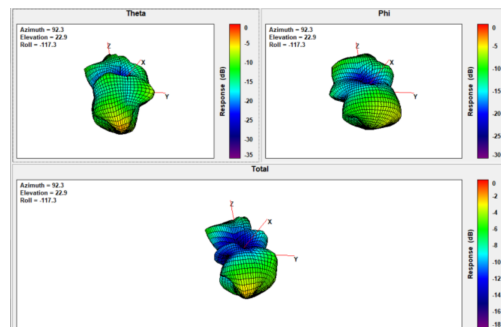 Theta
Azimuth = 92.3
Elevation = 22.9
Roll = -117.3
Z
X
Y
Response (dB)
0
-5
-10
-15
-20
-25
-30
-35
Phi
Azimuth = 92.3
Elevation = 22.9
Roll = -117.3
Z
X
Y
Response (dB)
0
-5
-10
-15
-20
-25
-30
Total
Azimuth = 92.3
Elevation = 22.9
Roll = -117.3
Z
X
Y
Response (dB)
0
-2
-4
-6
-8
-10
-12
-14
-16
-18